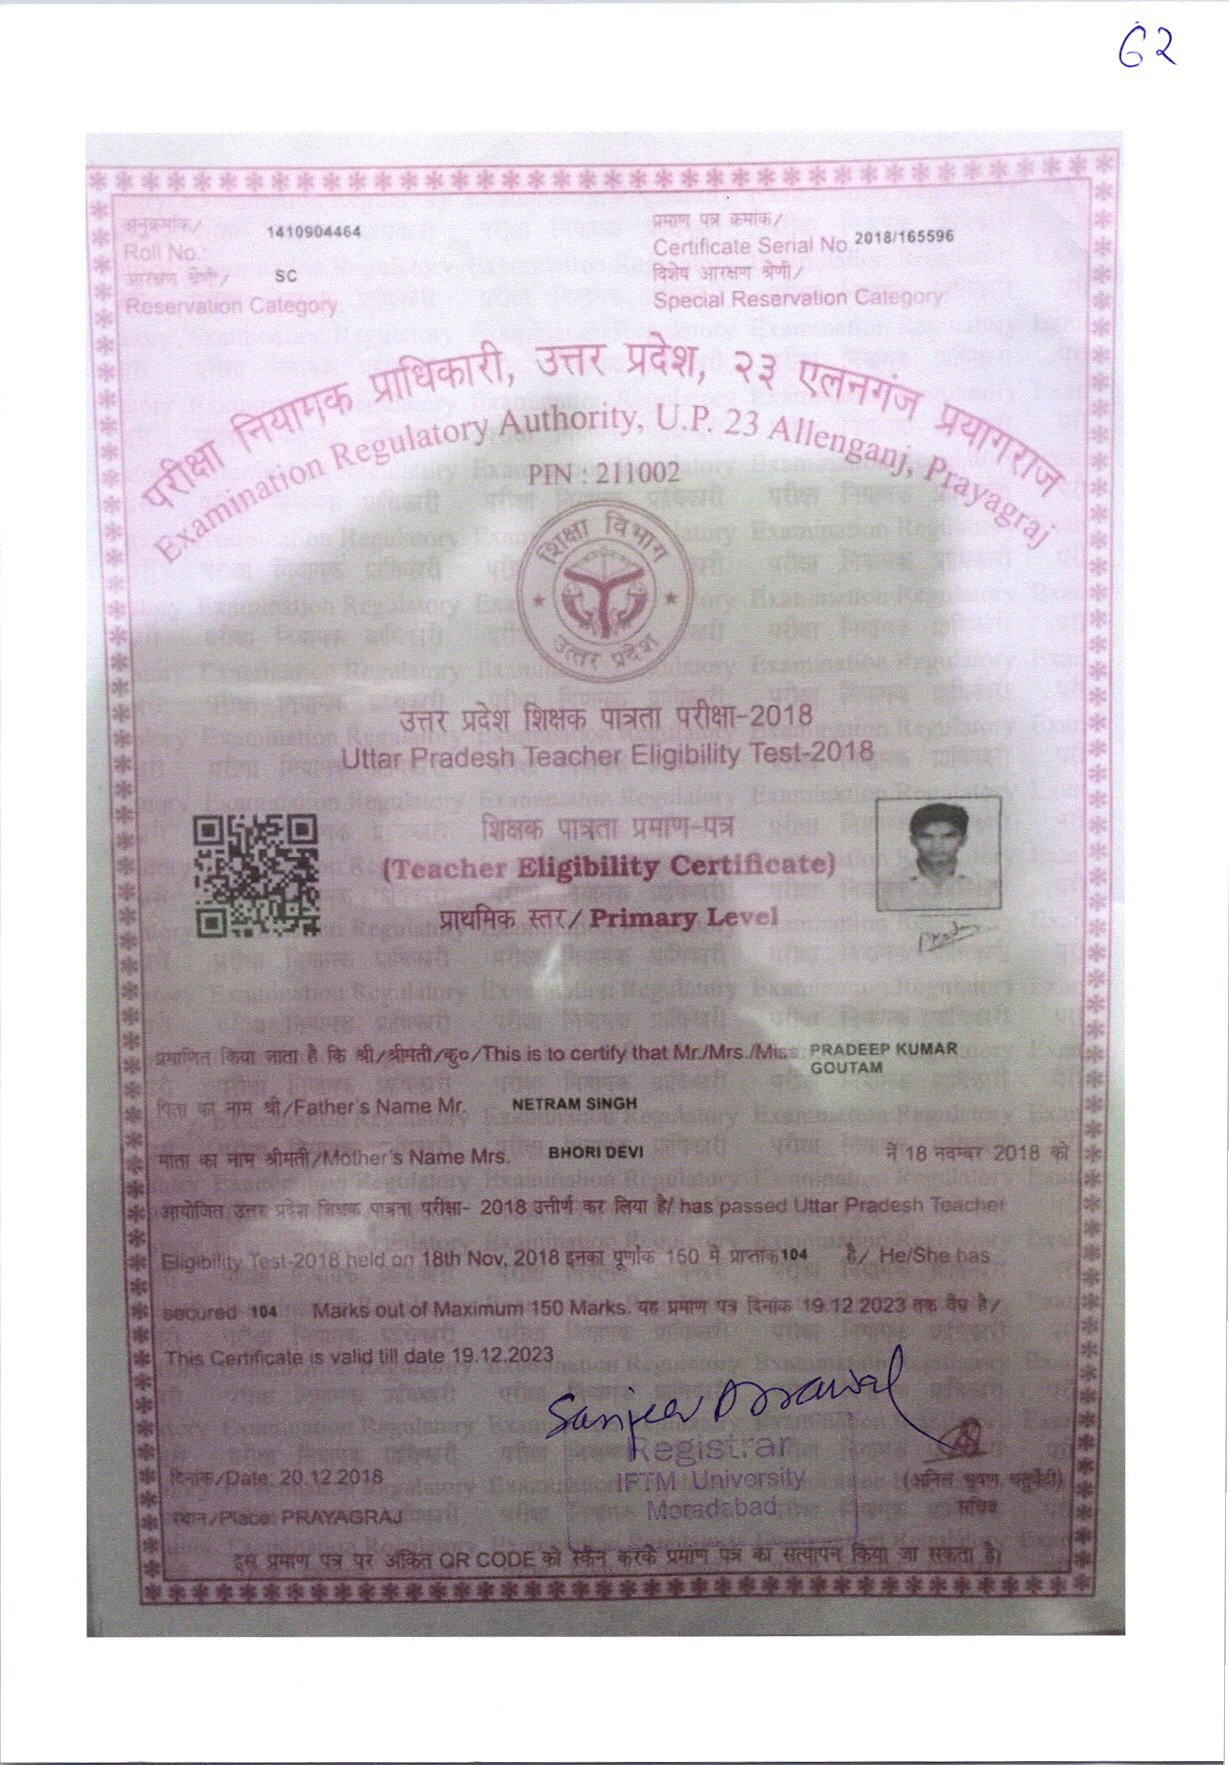 62
अनुक्रमांक/
Roll No.: 1410904464
आरक्षण श्रेणी/ SC
Reservation Category:
प्रमाण पत्र क्रमांक/
Certificate Serial No. 2018/165596
विशेष आरक्षण श्रेणी/
Special Reservation Category
परीक्षा नियामक प्राधिकारी, उत्तर प्रदेश, २३ एलनगंज प्रयागराज
Examination Regulatory Authority, U.P. 23 Allenganj, Prayagraj
PIN : 211002
शिक्षा विभाग
उत्तर प्रदेश
उत्तर प्रदेश शिक्षक पात्रता परीक्षा-2018
Uttar Pradesh Teacher Eligibility Test-2018
शिक्षक पात्रता प्रमाण-पत्र
(Teacher Eligibility Certificate)
प्राथमिक स्तर/ Primary Level
प्रमाणित किया जाता है कि श्री/श्रीमती/कु०/This is to certify that Mr./Mrs./Miss. PRADEEP KUMAR
GOUTAM
पिता का नाम श्री/Father's Name Mr. NETRAM SINGH
माता का नाम श्रीमती/Mother's Name Mrs. BHORI DEVI ने 18 नवम्बर 2018 को
आयोजित उत्तर प्रदेश शिक्षक पात्रता परीक्षा- 2018 उत्तीर्ण कर लिया है/ has passed Uttar Pradesh Teacher
Eligibility Test-2018 held on 18th Nov, 2018 इनका पूर्णांक 150 में प्राप्तांक 104 है/ He/She has
secured 104 Marks out of Maximum 150 Marks. यह प्रमाण पत्र दिनांक 19.12.2023 तक वैध है/
This Certificate is valid till date 19.12.2023
Registrar
IFTM University
Moradabad
दिनांक/Date: 20.12.2018
स्थान/Place: PRAYAGRAJ
(अनिल भूषण चतुर्वेदी)
सचिव
इस प्रमाण पत्र पर अंकित QR CODE को स्कैन करके प्रमाण पत्र का सत्यापन किया जा सकता है।